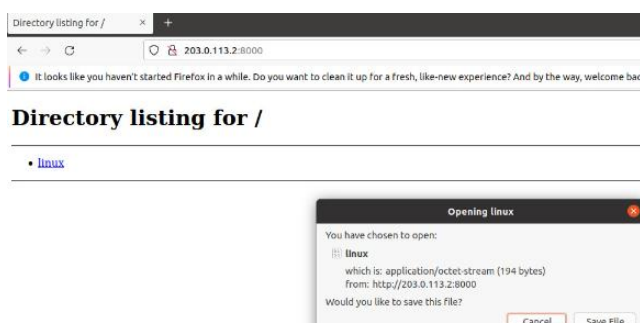 Directory listing for /
203.0.113.2:8000
It looks like you haven't started Firefox in a while. Do you want to clean it up for a fresh, like-new experience? And by the way, welcome bac
Directory listing for /
linux
Opening linux
You have chosen to open:
linux
which is: application/octet-stream (194 bytes)
from: http://203.0.113.2:8000
Would you like to save this file?
Cancel Save File